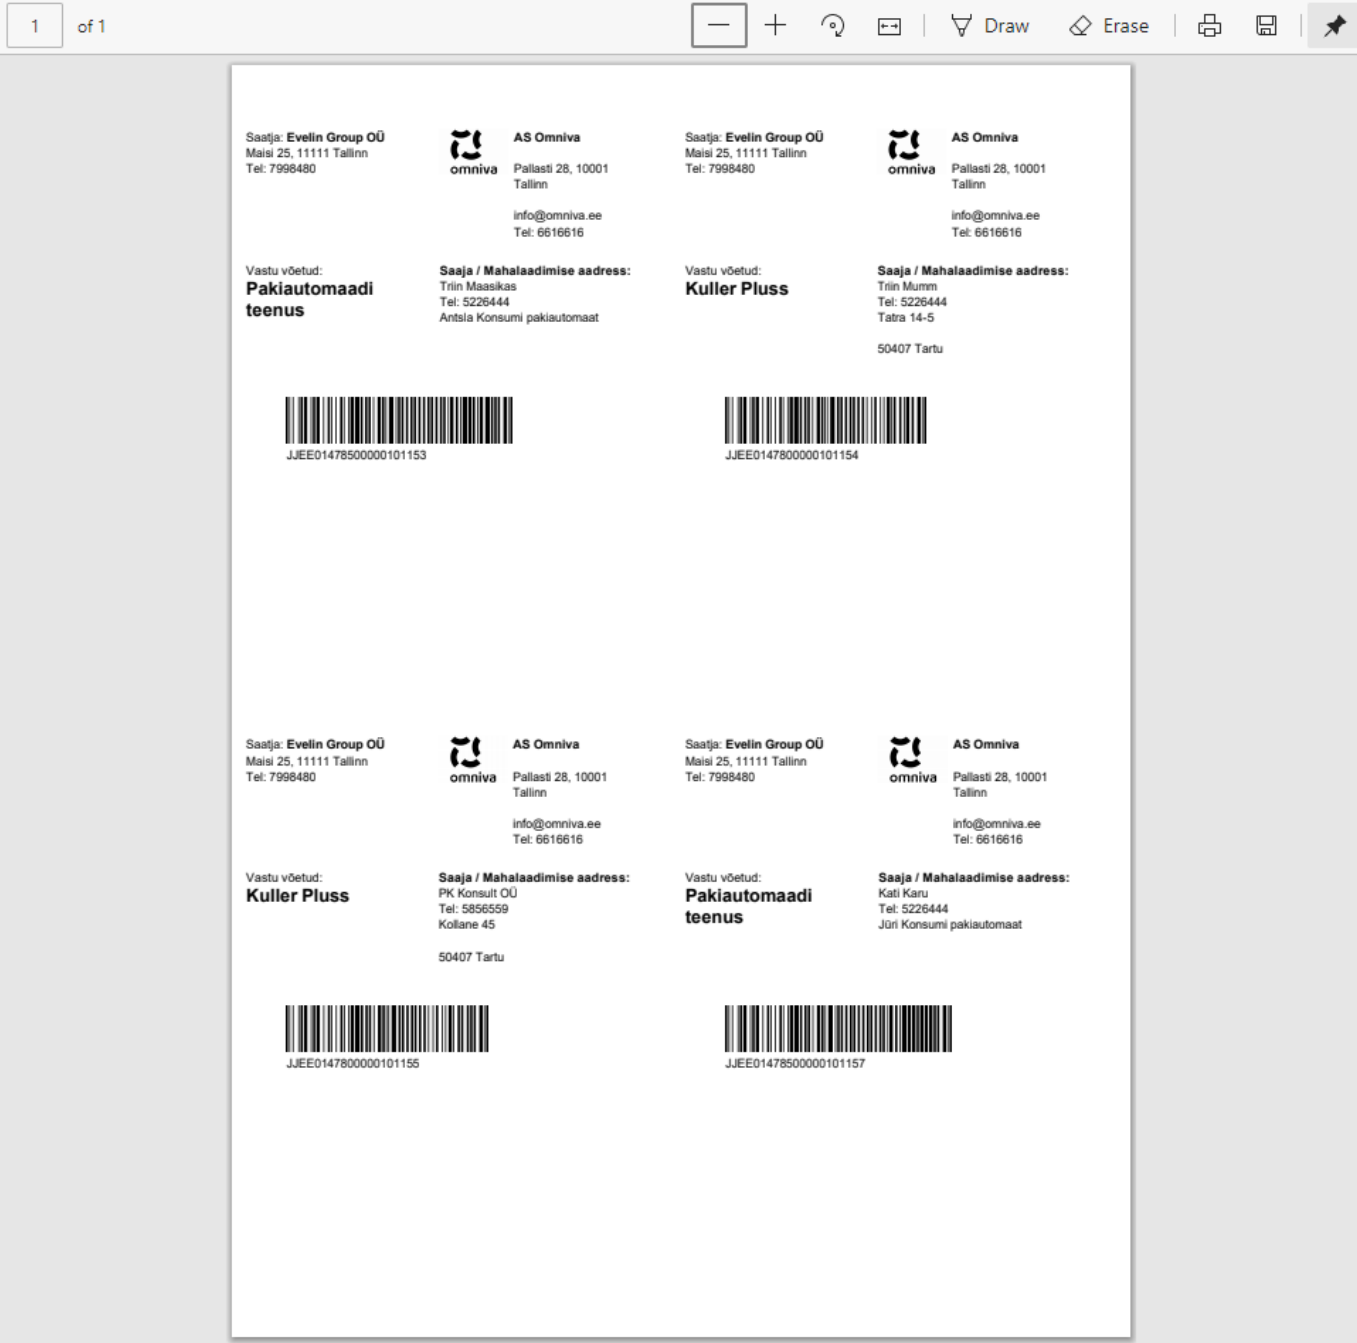 1 of 1 Draw Erase
Saatja: Evelin Group OÜ
Maisi 25, 11111 Tallinn
Tel: 7998480
omniva
AS Omniva
Pallasti 28, 10001
Tallinn
info@omniva.ee
Tel: 6616616
Vastu võetud:
Pakiautomaadi
teenus
Saaja / Mahalaadimise aadress:
Triin Maasikas
Tel: 5226444
Antsla Konsumi pakiautomaat
JJEE01478500000101153
Saatja: Evelin Group OÜ
Maisi 25, 11111 Tallinn
Tel: 7998480
omniva
AS Omniva
Pallasti 28, 10001
Tallinn
info@omniva.ee
Tel: 6616616
Vastu võetud:
Kuller Pluss
Saaja / Mahalaadimise aadress:
Triin Mumm
Tel: 5226444
Tatra 14-5
50407 Tartu
JJEE0147800000101154
Saatja: Evelin Group OÜ
Maisi 25, 11111 Tallinn
Tel: 7998480
omniva
AS Omniva
Pallasti 28, 10001
Tallinn
info@omniva.ee
Tel: 6616616
Vastu võetud:
Kuller Pluss
Saaja / Mahalaadimise aadress:
PK Konsult OÜ
Tel: 5856559
Kollane 45
50407 Tartu
JJEE0147800000101155
Saatja: Evelin Group OÜ
Maisi 25, 11111 Tallinn
Tel: 7998480
omniva
AS Omniva
Pallasti 28, 10001
Tallinn
info@omniva.ee
Tel: 6616616
Vastu võetud:
Pakiautomaadi
teenus
Saaja / Mahalaadimise aadress:
Kati Karu
Tel: 5226444
Jüri Konsumi pakiautomaat
JJEE01478500000101157